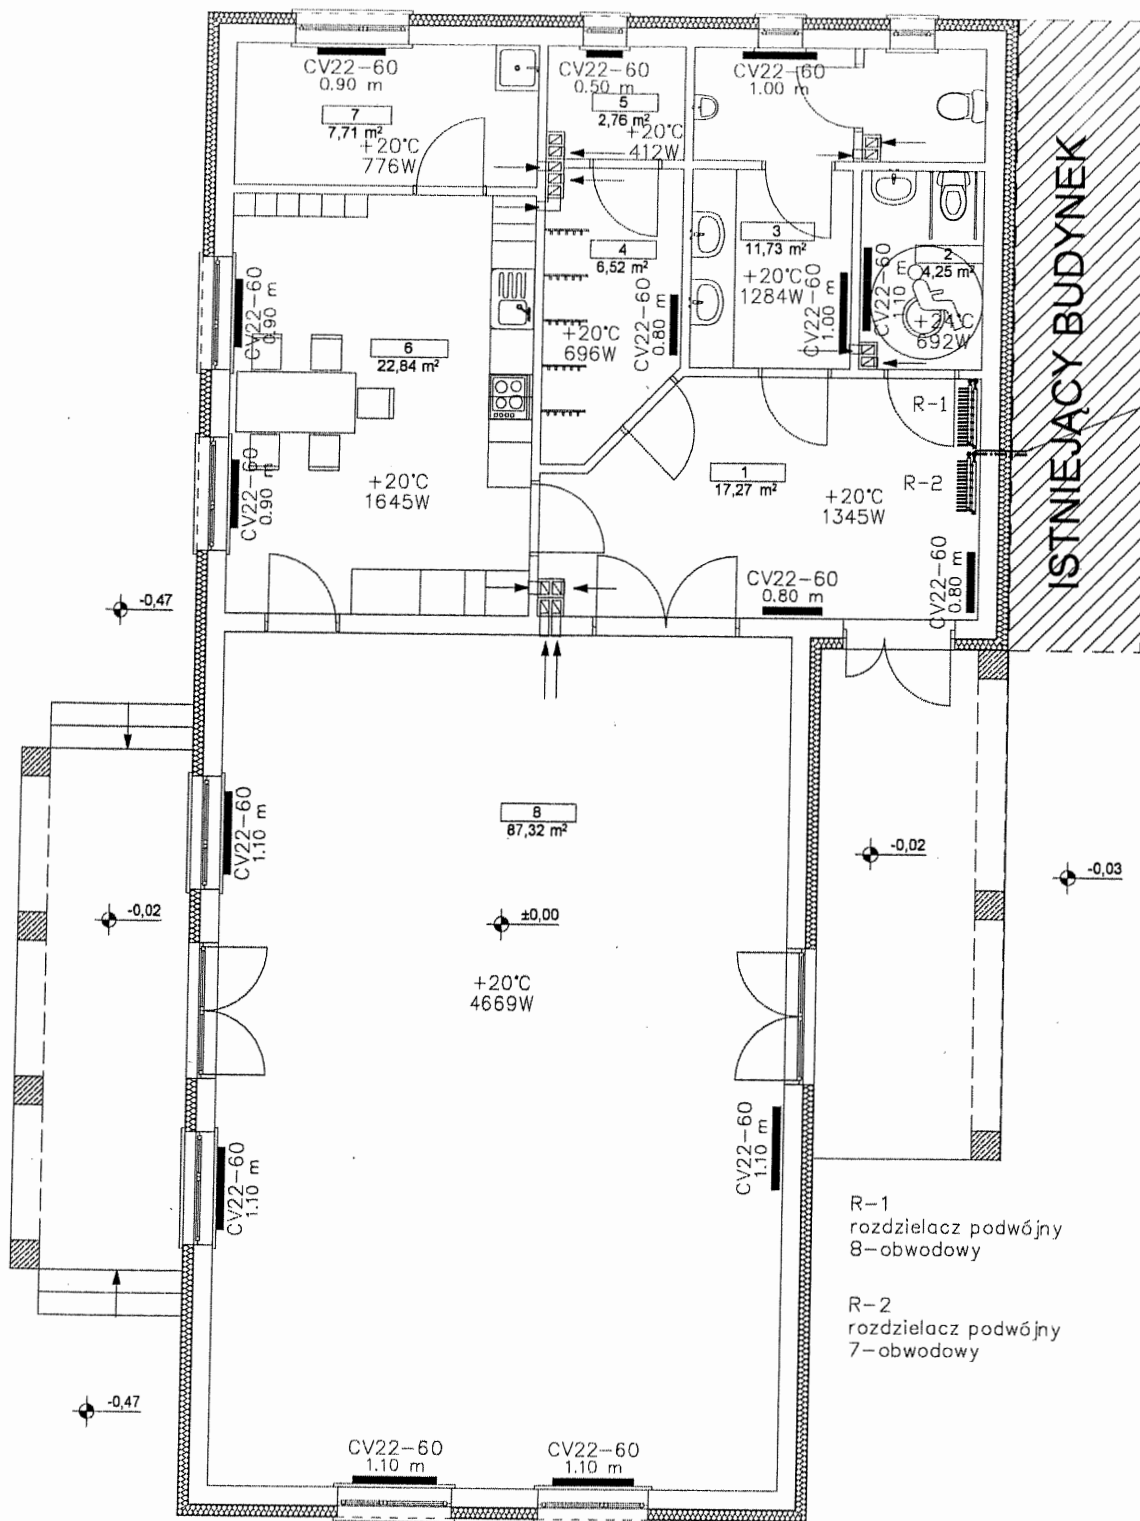 CV22-60
0.90 m
7
7,71 m²
+20°C
776W
CV22-60
0.50 m
5
2,76 m²
+20°C
412W
CV22-60
1.00 m
3
11,73 m²
+20°C
1284W
CV22-60
1.00 m
E
2
4,25 m²
+24°C
692W
CV22-60
1.10
E
4
6,52 m²
+20°C
696W
CV22-60
0.80 m
CV22-60
0.90 m
6
22,84 m²
CV22-60
0.90 m
+20°C
1645W
1
17,27 m²
+20°C
1345W
R-1
R-2
CV22-60
0.80 m
CV22-60
0.80 m
ISTNIEJĄCY BUDYNEK
-0,47
CV22-60
1.10 m
8
87,32 m²
-0,02
±0,00
-0,02
-0,03
+20°C
4669W
CV22-60
1.10 m
CV22-60
1.10 m
R-1
rozdzielacz podwójny
8-obwodowy
R-2
rozdzielacz podwójny
7-obwodowy
-0,47
CV22-60
1.10 m
CV22-60
1.10 m